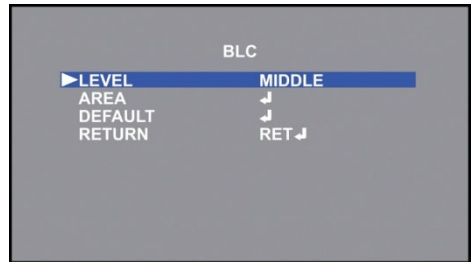 BLC
►LEVEL MIDDLE
AREA ↲
DEFAULT ↲
RETURN RET↲